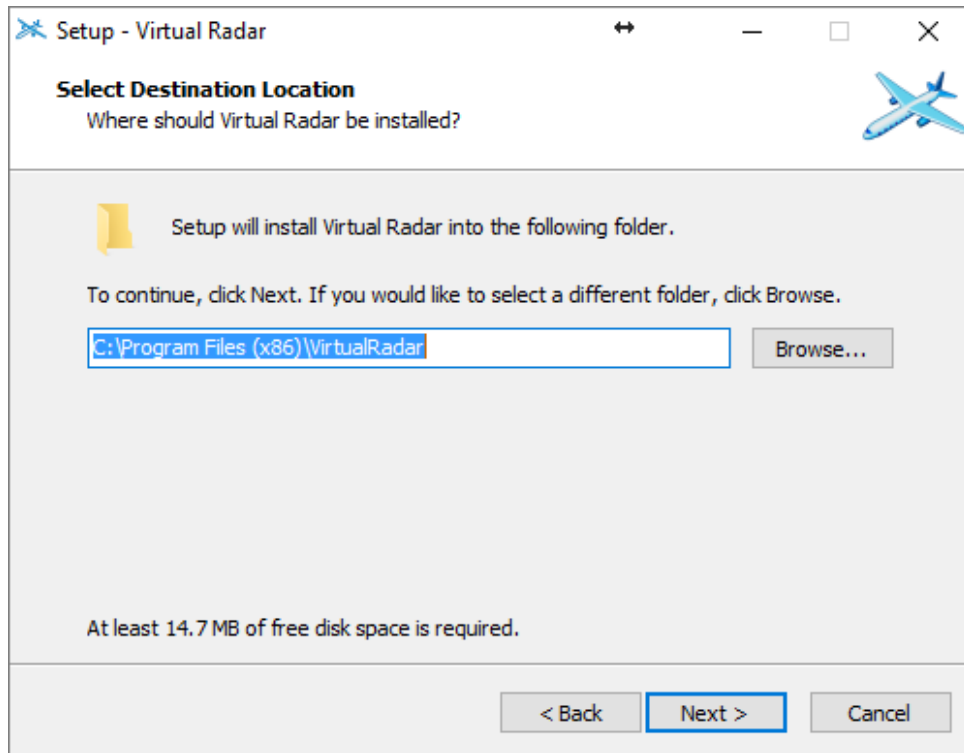 Setup - Virtual Radar
Select Destination Location
Where should Virtual Radar be installed?
Setup will install Virtual Radar into the following folder.
To continue, click Next. If you would like to select a different folder, click Browse.
C:\Program Files (x86)\VirtualRadar
Browse...
At least 14.7 MB of free disk space is required.
< Back
Next >
Cancel